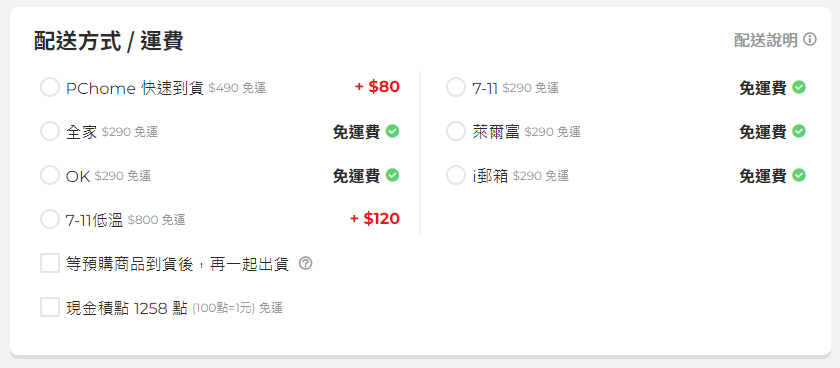 配送方式 / 運費
配送說明
PChome 快速到貨 $490 免運 + $80
7-11 $290 免運 免運費
全家 $290 免運 免運費
萊爾富 $290 免運 免運費
OK $290 免運 免運費
i郵箱 $290 免運 免運費
7-11低溫 $800 免運 + $120
等預購商品到貨後，再一起出貨
現金積點 1258 點 (100點=1元) 免運